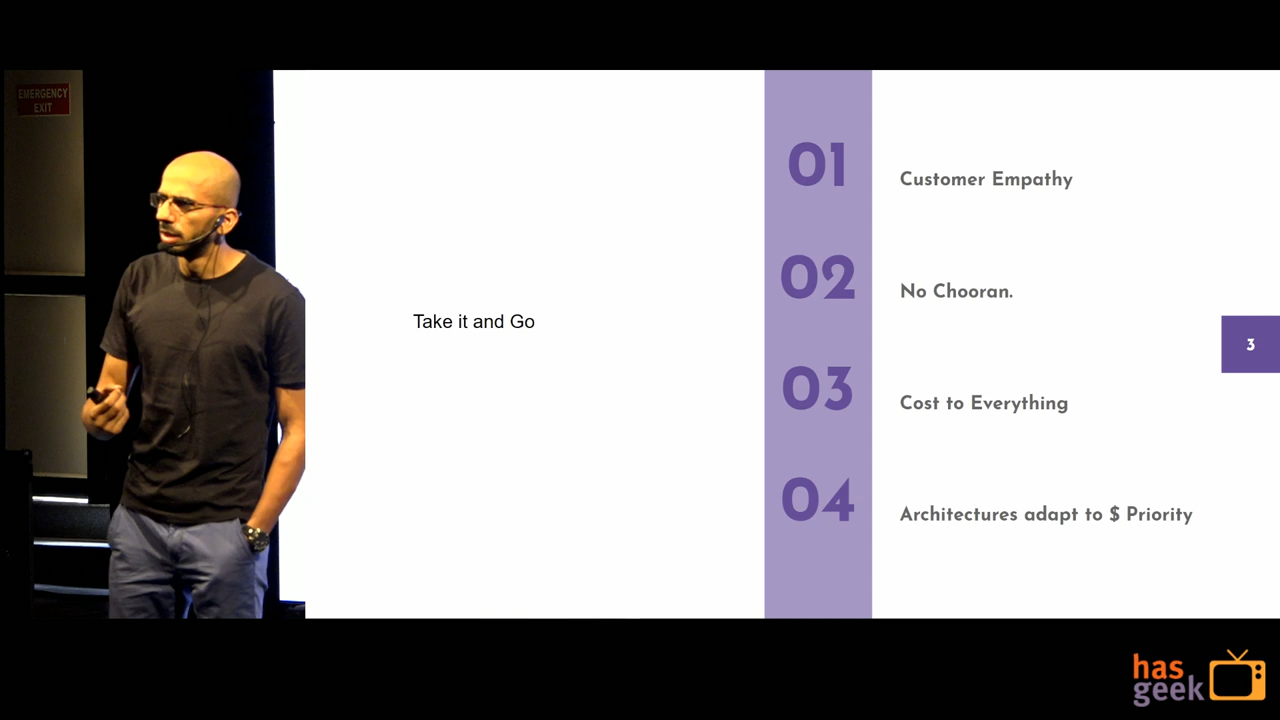 EMERGENCY
EXIT
Take it and Go
01
Customer Empathy
02
No Chooran.
03
Cost to Everything
04
Architectures adapt to $ Priority
3
has
geek